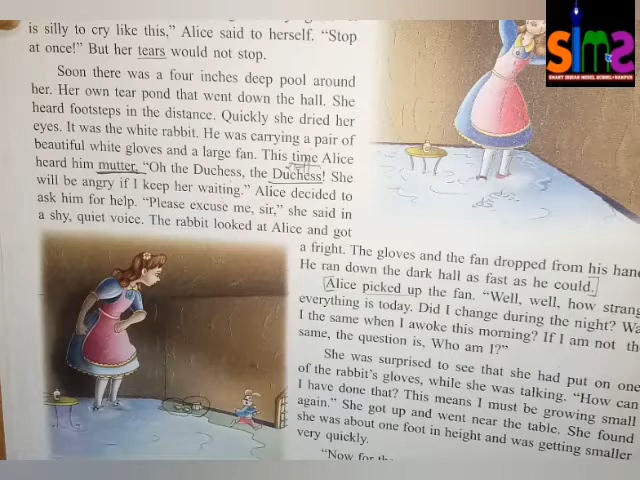 is silly to cry like this,” Alice said to herself. “Stop
at once!” But her tears would not stop.
Soon there was a four inches deep pool around
her. Her own tear pond that went down the hall. She
heard footsteps in the distance. Quickly she dried her
eyes. It was the white rabbit. He was carrying a pair of
beautiful white gloves and a large fan. This time Alice
heard him mutter, “Oh the Duchess, the Duchess! She
will be angry if I keep her waiting.” Alice decided to
ask him for help. “Please excuse me, sir,” she said in
a shy, quiet voice. The rabbit looked at Alice and got
a fright. The gloves and the fan dropped from his han
He ran down the dark hall as fast as he could.
Alice picked up the fan. “Well, well, how strang
everything is today. Did I change during the night? Wa
I the same when I awoke this morning? If I am not th
same, the question is, Who am I?”
She was surprised to see that she had put on one
of the rabbit's gloves, while she was talking. “How can
I have done that? This means I must be growing small
again.” She got up and went near the table. She found
she was about one foot in height and was getting smaller
very quickly.
“Now for the
sims
SMART INDIAN MODEL SCHOOL